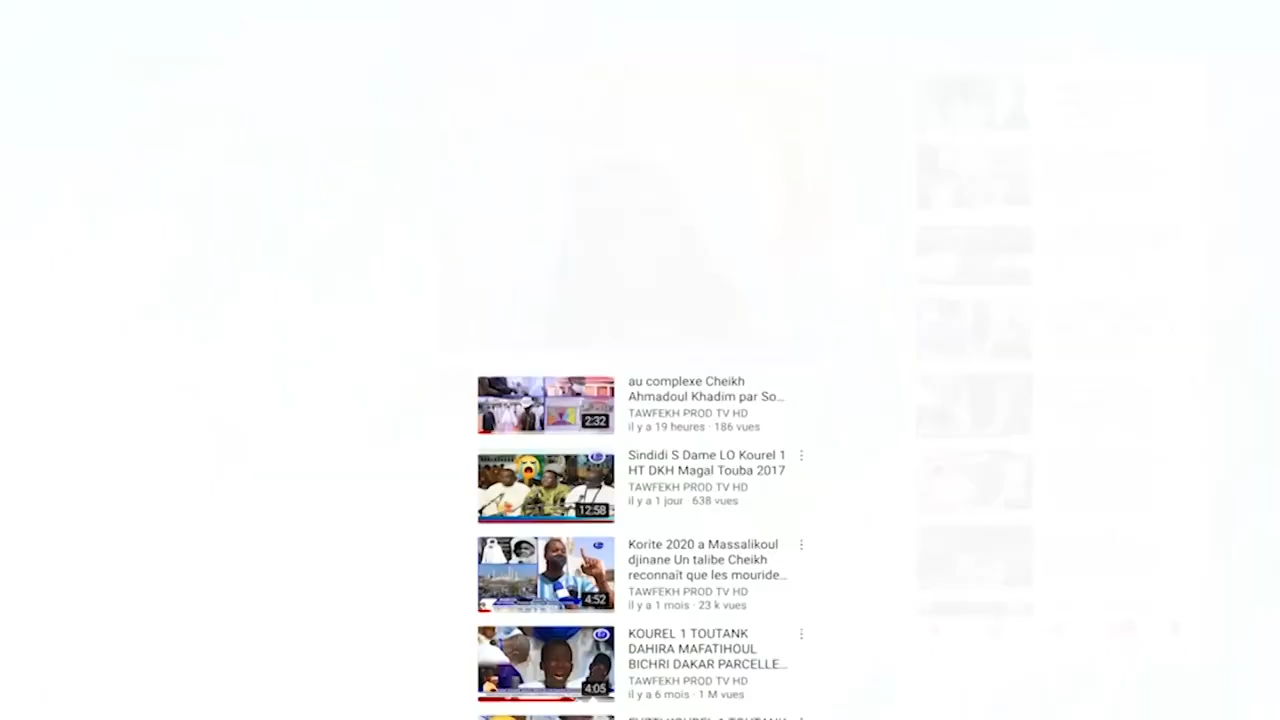 au complexe Cheikh
Ahmadoul Khadim par So...
TAWFEKH PROD TV HD
il y a 19 heures · 186 vues
2:32
Sindidi S Dame LO Kourel 1
HT DKH Magal Touba 2017
TAWFEKH PROD TV HD
il y a 1 jour · 638 vues
12:58
Korite 2020 a Massalikoul
djinane Un talibe Cheikh
reconnaît que les mouride...
TAWFEKH PROD TV HD
il y a 1 mois · 23 k vues
4:52
KOUREL 1 TOUTANK
DAHIRA MAFATIHOUL
BICHRI DAKAR PARCELLE...
TAWFEKH PROD TV HD
il y a 6 mois · 1 M vues
4:05